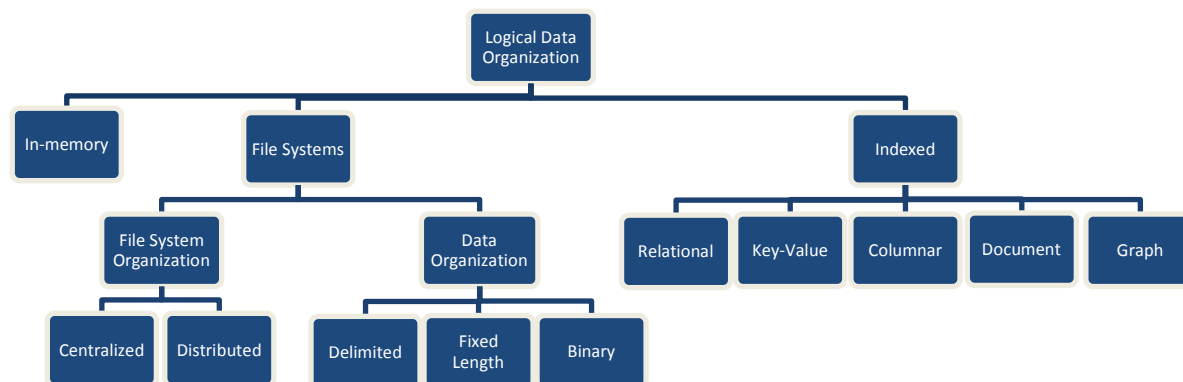 Logical Data
Organization
In-memory
File Systems
Indexed
File System
Organization
Data
Organization
Relational
Key-Value
Columnar
Document
Graph
Centralized
Distributed
Delimited
Fixed
Length
Binary